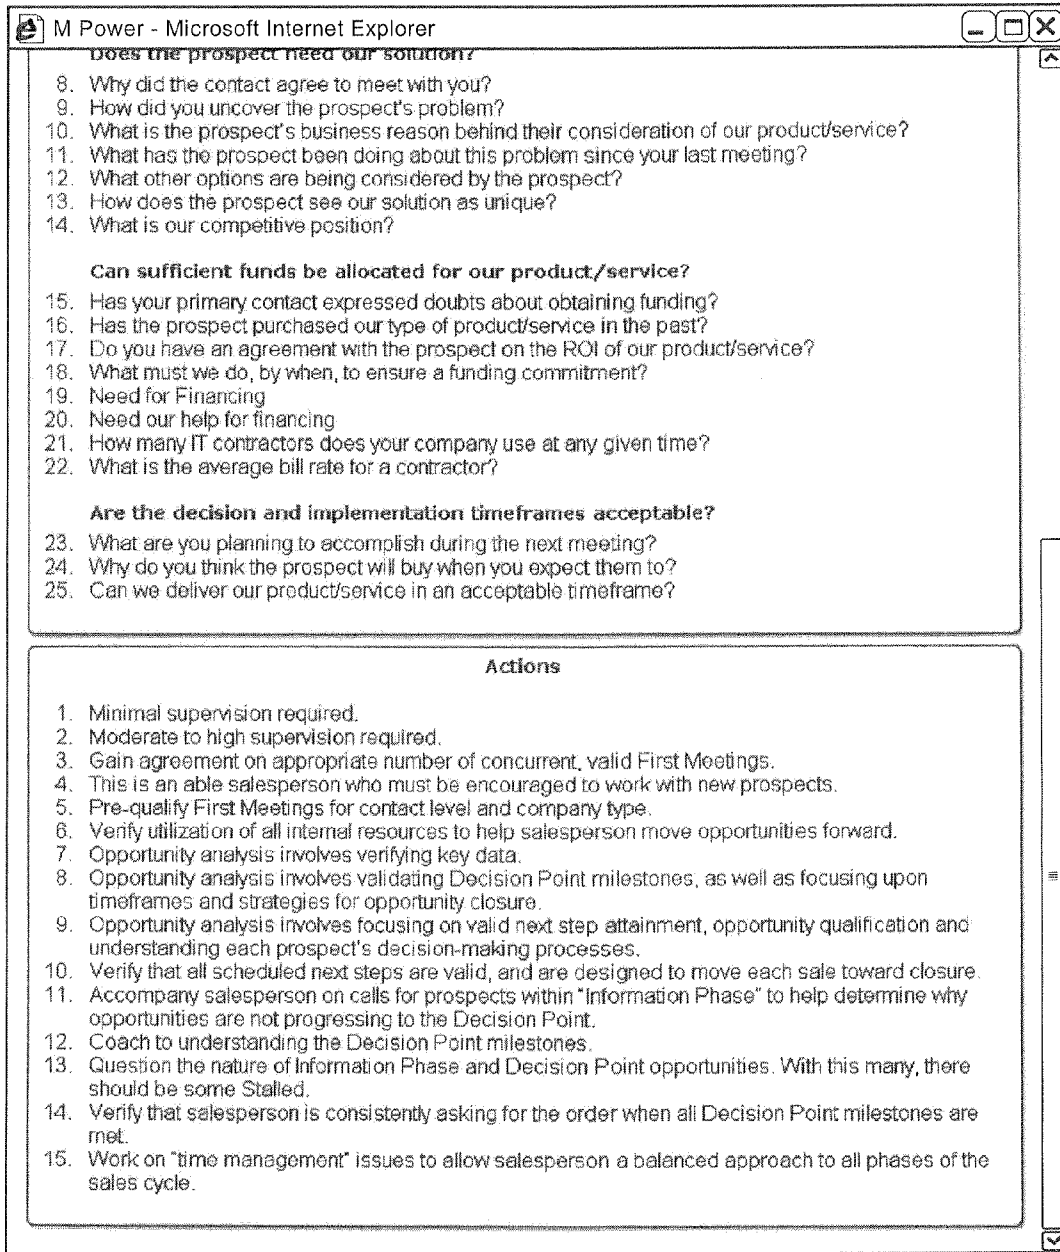 M Power - Microsoft Internet Explorer
Does the prospect need our solution?
8. Why did the contact agree to meet with you?
9. How did you uncover the prospect's problem?
10. What is the prospect's business reason behind their consideration of our product/service?
11. What has the prospect been doing about this problem since your last meeting?
12. What other options are being considered by the prospect?
13. How does the prospect see our solution as unique?
14. What is our competitive position?
Can sufficient funds be allocated for our product/service?
15. Has your primary contact expressed doubts about obtaining funding?
16. Has the prospect purchased our type of product/service in the past?
17. Do you have an agreement with the prospect on the ROI of our product/service?
18. What must we do, by when, to ensure a funding commitment?
19. Need for Financing
20. Need our help for financing
21. How many IT contractors does your company use at any given time?
22. What is the average bill rate for a contractor?
Are the decision and implementation timeframes acceptable?
23. What are you planning to accomplish during the next meeting?
24. Why do you think the prospect will buy when you expect them to?
25. Can we deliver our product/service in an acceptable timeframe?
Actions
1. Minimal supervision required.
2. Moderate to high supervision required.
3. Gain agreement on appropriate number of concurrent, valid First Meetings.
4. This is an able salesperson who must be encouraged to work with new prospects.
5. Pre-qualify First Meetings for contact level and company type.
6. Verify utilization of all internal resources to help salesperson move opportunities forward.
7. Opportunity analysis involves verifying key data.
8. Opportunity analysis involves validating Decision Point milestones, as well as focusing upon
timeframes and strategies for opportunity closure.
9. Opportunity analysis involves focusing on valid next step attainment, opportunity qualification and
understanding each prospect's decision-making processes.
10. Verify that all scheduled next steps are valid, and are designed to move each sale toward closure.
11. Accompany salesperson on calls for prospects within "Information Phase" to help determine why
opportunities are not progressing to the Decision Point.
12. Coach to understanding the Decision Point milestones.
13. Question the nature of Information Phase and Decision Point opportunities. With this many, there
should be some Stalled.
14. Verify that salesperson is consistently asking for the order when all Decision Point milestones are
met.
15. Work on "time management" issues to allow salesperson a balanced approach to all phases of the
sales cycle.